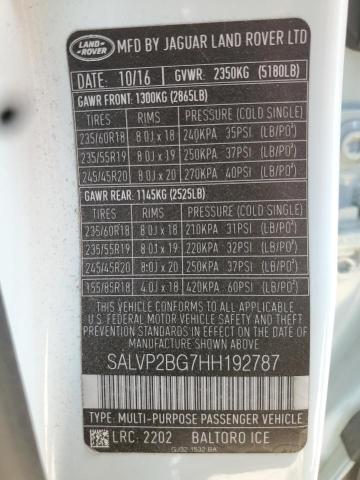 LAND-
ROVER
MFD BY JAGUAR LAND ROVER LTD
DATE: 10/16 GVWR: 2350KG (5180LB)
GAWR FRONT: 1300KG (2865LB)
TIRES RIMS PRESSURE (COLD SINGLE)
235/60R18 8.0J x 18 240KPA 35PSI (LB/PO²)
235/55R19 8.0J x 19 250KPA 37PSI (LB/PO²)
245/45R20 8.0J x 20 270KPA 40PSI (LB/PO²)
GAWR REAR: 1145KG (2525LB)
TIRES RIMS PRESSURE (COLD SINGLE)
235/60R18 8.0J x 18 210KPA 31PSI (LB/PO²)
235/55R19 8.0J x 19 220KPA 32PSI (LB/PO²)
245/45R20 8.0J x 20 250KPA 37PSI (LB/PO²)
155/85R18 4.0J x 18 420KPA 60PSI (LB/PO²)
THIS VEHICLE CONFORMS TO ALL APPLICABLE
U.S. FEDERAL MOTOR VEHICLE SAFETY AND
THEFT PREVENTION STANDARDS IN EFFECT ON
THE DATE OF MANUFACTURE SHOWN ABOVE.
SALVP2BG7HH192787
TYPE: MULTI-PURPOSE PASSENGER VEHICLE
LRC: 2202 BALTORO ICE
GJ32 1532 BA